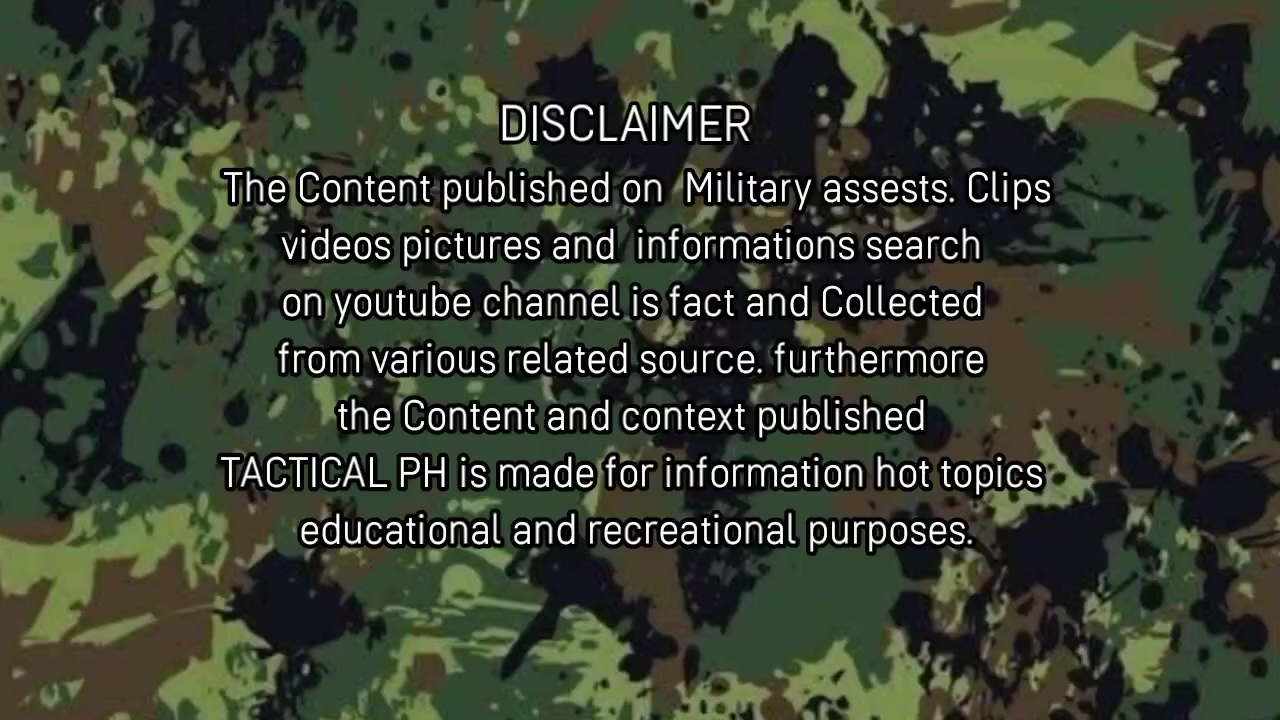 DISCLAIMER
The Content published on  Military assests. Clips
videos pictures and  informations search
on youtube channel is fact and Collected
from various related source. furthermore
the Content and context published
TACTICAL PH is made for information hot topics
educational and recreational purposes.